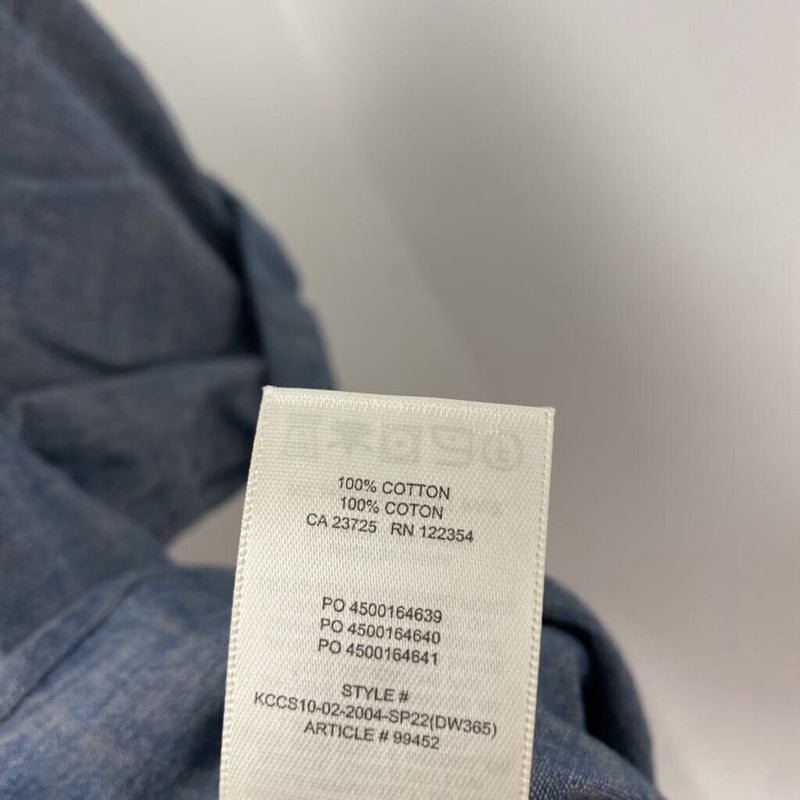 100% COTTON
100% COTON
CA 23725 RN 122354
PO 4500164639
PO 4500164640
PO 4500164641
STYLE #
KCCS10-02-2004-SP22(DW365)
ARTICLE # 99452